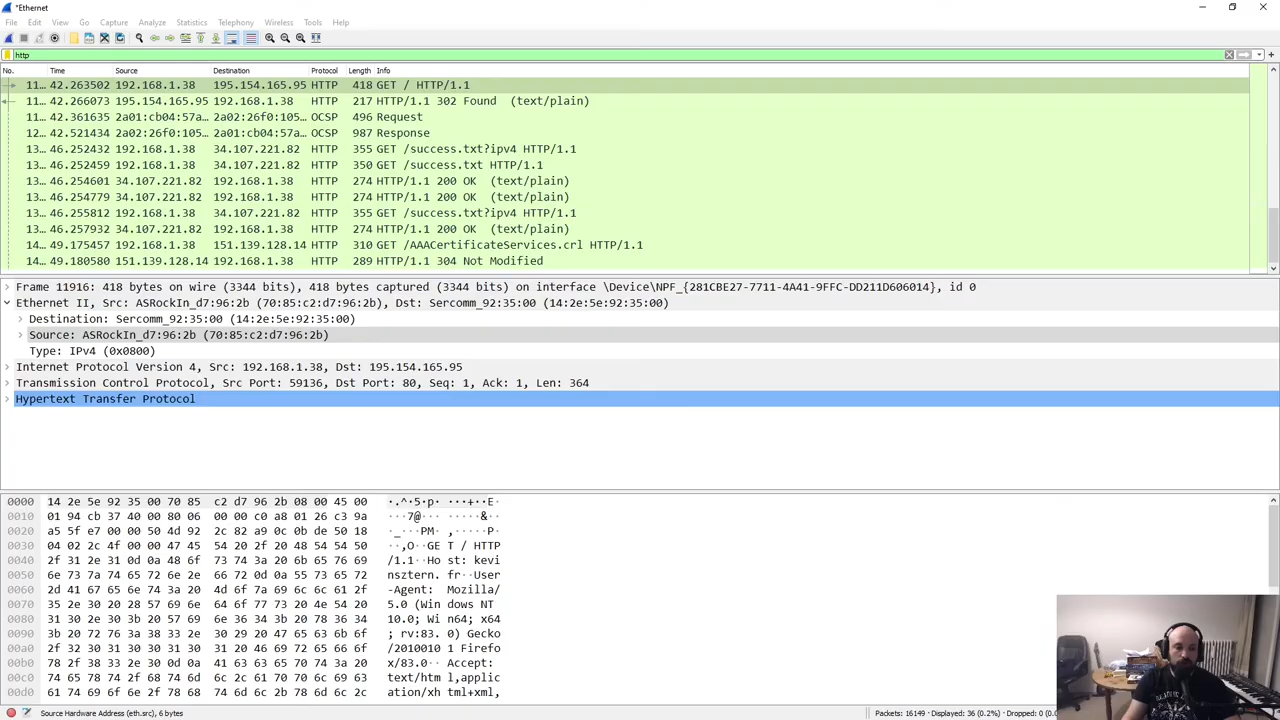 *Ethernet
File Edit View Go Capture Analyze Statistics Telephony Wireless Tools Help
http
No. Time Source Destination Protocol Length Info
11… 42.263502 192.168.1.38 195.154.165.95 HTTP 418 GET / HTTP/1.1
11… 42.266073 195.154.165.95 192.168.1.38 HTTP 217 HTTP/1.1 302 Found (text/plain)
11… 42.361635 2a01:cb04:57a… 2a02:26f0:105… OCSP 496 Request
12… 42.521434 2a02:26f0:105… 2a01:cb04:57a… OCSP 987 Response
13… 46.252432 192.168.1.38 34.107.221.82 HTTP 355 GET /success.txt?ipv4 HTTP/1.1
13… 46.252459 192.168.1.38 34.107.221.82 HTTP 350 GET /success.txt HTTP/1.1
13… 46.254601 34.107.221.82 192.168.1.38 HTTP 274 HTTP/1.1 200 OK (text/plain)
13… 46.254779 34.107.221.82 192.168.1.38 HTTP 274 HTTP/1.1 200 OK (text/plain)
13… 46.255812 192.168.1.38 34.107.221.82 HTTP 355 GET /success.txt?ipv4 HTTP/1.1
13… 46.257932 34.107.221.82 192.168.1.38 HTTP 274 HTTP/1.1 200 OK (text/plain)
14… 49.175457 192.168.1.38 151.139.128.14 HTTP 310 GET /AAACertificateServices.crl HTTP/1.1
14… 49.180580 151.139.128.14 192.168.1.38 HTTP 289 HTTP/1.1 304 Not Modified
Frame 11916: 418 bytes on wire (3344 bits), 418 bytes captured (3344 bits) on interface \Device\NPF_{281CBE27-7711-4A41-9FFC-DD211D606014}, id 0
Ethernet II, Src: ASRockIn_d7:96:2b (70:85:c2:d7:96:2b), Dst: Sercomm_92:35:00 (14:2e:5e:92:35:00)
Destination: Sercomm_92:35:00 (14:2e:5e:92:35:00)
Source: ASRockIn_d7:96:2b (70:85:c2:d7:96:2b)
Type: IPv4 (0x0800)
Internet Protocol Version 4, Src: 192.168.1.38, Dst: 195.154.165.95
Transmission Control Protocol, Src Port: 59136, Dst Port: 80, Seq: 1, Ack: 1, Len: 364
Hypertext Transfer Protocol
0000 14 2e 5e 92 35 00 70 85 c2 d7 96 2b 08 00 45 00 ·.^·5·p· ···+··E·
0010 01 94 cb 37 40 00 80 06 00 00 c0 a8 01 26 c3 9a ···7@··· ·····&··
0020 a5 5f e7 00 00 50 4d 92 2c 82 a9 0c 0b de 50 18 ·_···PM· ,·····P·
0030 04 02 2c 4f 00 00 47 45 54 20 2f 20 48 54 54 50 ··,O··GE T / HTTP
0040 2f 31 2e 31 0d 0a 48 6f 73 74 3a 20 6b 65 76 69 /1.1··Ho st: kevi
0050 6e 73 7a 74 65 72 6e 2e 66 72 0d 0a 55 73 65 72 nsztern. fr··User
0060 2d 41 67 65 6e 74 3a 20 4d 6f 7a 69 6c 6c 61 2f -Agent: Mozilla/
0070 35 2e 30 20 28 57 69 6e 64 6f 77 73 20 4e 54 20 5.0 (Win dows NT
0080 31 30 2e 30 3b 20 57 69 6e 36 34 3b 20 78 36 34 10.0; Wi n64; x64
0090 3b 20 72 76 3a 38 33 2e 30 29 20 47 65 63 6b 6f ; rv:83. 0) Gecko
00a0 2f 32 30 31 30 30 31 30 31 20 46 69 72 65 66 6f /2010010 1 Firefo
00b0 78 2f 38 33 2e 30 0d 0a 41 63 63 65 70 74 3a 20 x/83.0·· Accept:
00c0 74 65 78 74 2f 68 74 6d 6c 2c 61 70 70 6c 69 63 text/htm l,applic
00d0 61 74 69 6f 6e 2f 78 68 74 6d 6c 2b 78 6d 6c 2c ation/xh tml+xml,
Source Hardware Address (eth.src), 6 bytes
Packets: 16149 · Displayed: 36 (0.2%) · Dropped: 0 (0.0